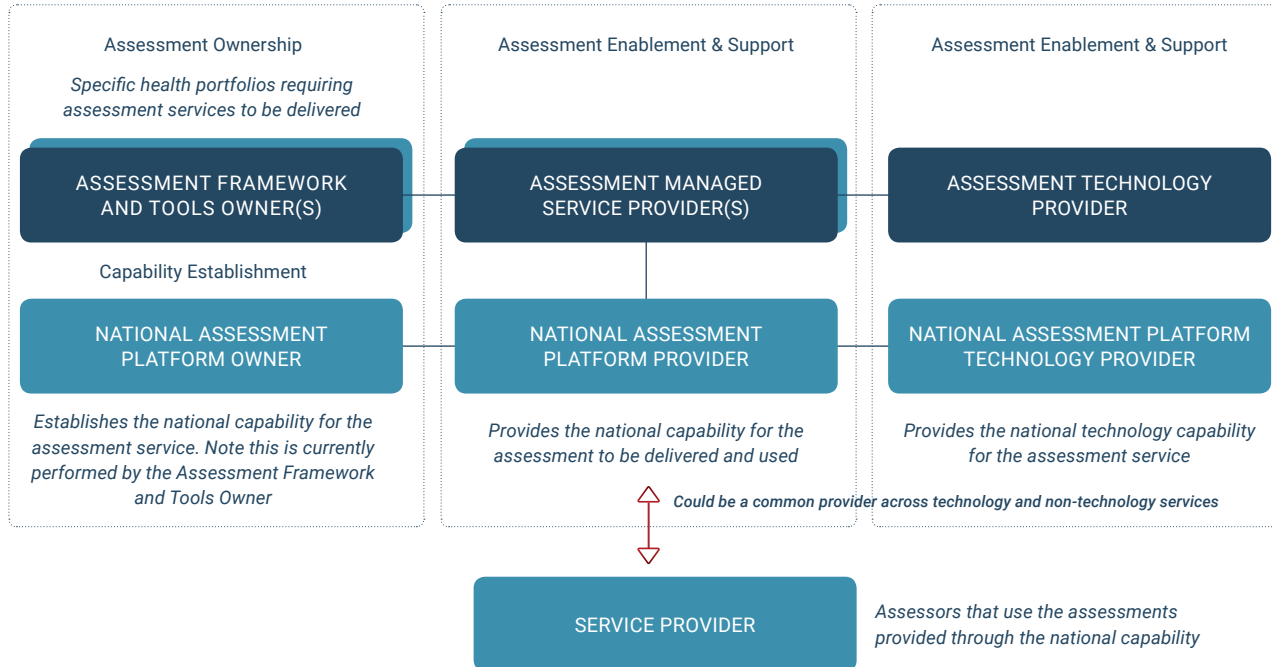 Assessment Ownership
Specific health portfolios requiring
assessment services to be delivered
ASSESSMENT FRAMEWORK
AND TOOLS OWNER(S)
Capability Establishment
NATIONAL ASSESSMENT
PLATFORM OWNER
Establishes the national capability for the
assessment service. Note this is currently
performed by the Assessment Framework
and Tools Owner
Assessment Enablement & Support
ASSESSMENT MANAGED
SERVICE PROVIDER(S)
NATIONAL ASSESSMENT
PLATFORM PROVIDER
Provides the national capability for the
assessment to be delivered and used
Assessment Enablement & Support
ASSESSMENT TECHNOLOGY
PROVIDER
NATIONAL ASSESSMENT PLATFORM
TECHNOLOGY PROVIDER
Provides the national technology capability
for the assessment service
Could be a common provider across technology and non-technology services
SERVICE PROVIDER
Assessors that use the assessments
provided through the national capability